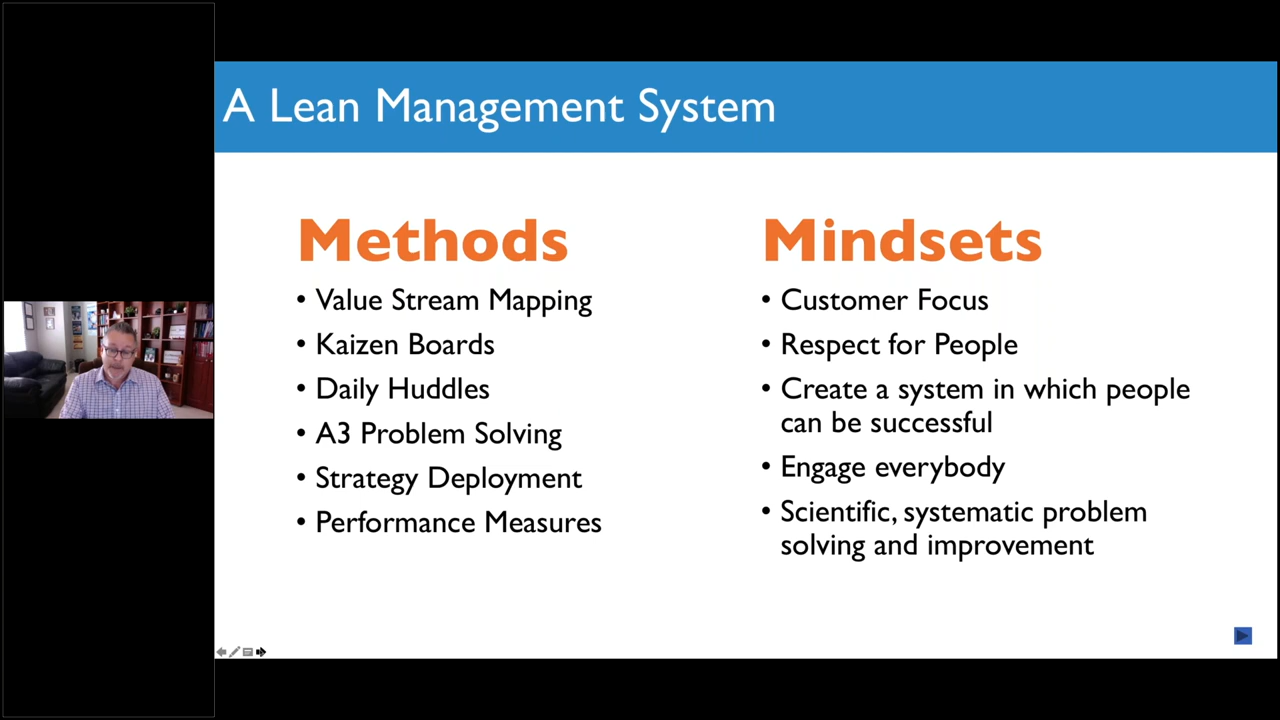 A Lean Management System
Methods
• Value Stream Mapping
• Kaizen Boards
• Daily Huddles
• A3 Problem Solving
• Strategy Deployment
• Performance Measures
Mindsets
• Customer Focus
• Respect for People
• Create a system in which people
can be successful
• Engage everybody
• Scientific, systematic problem
solving and improvement